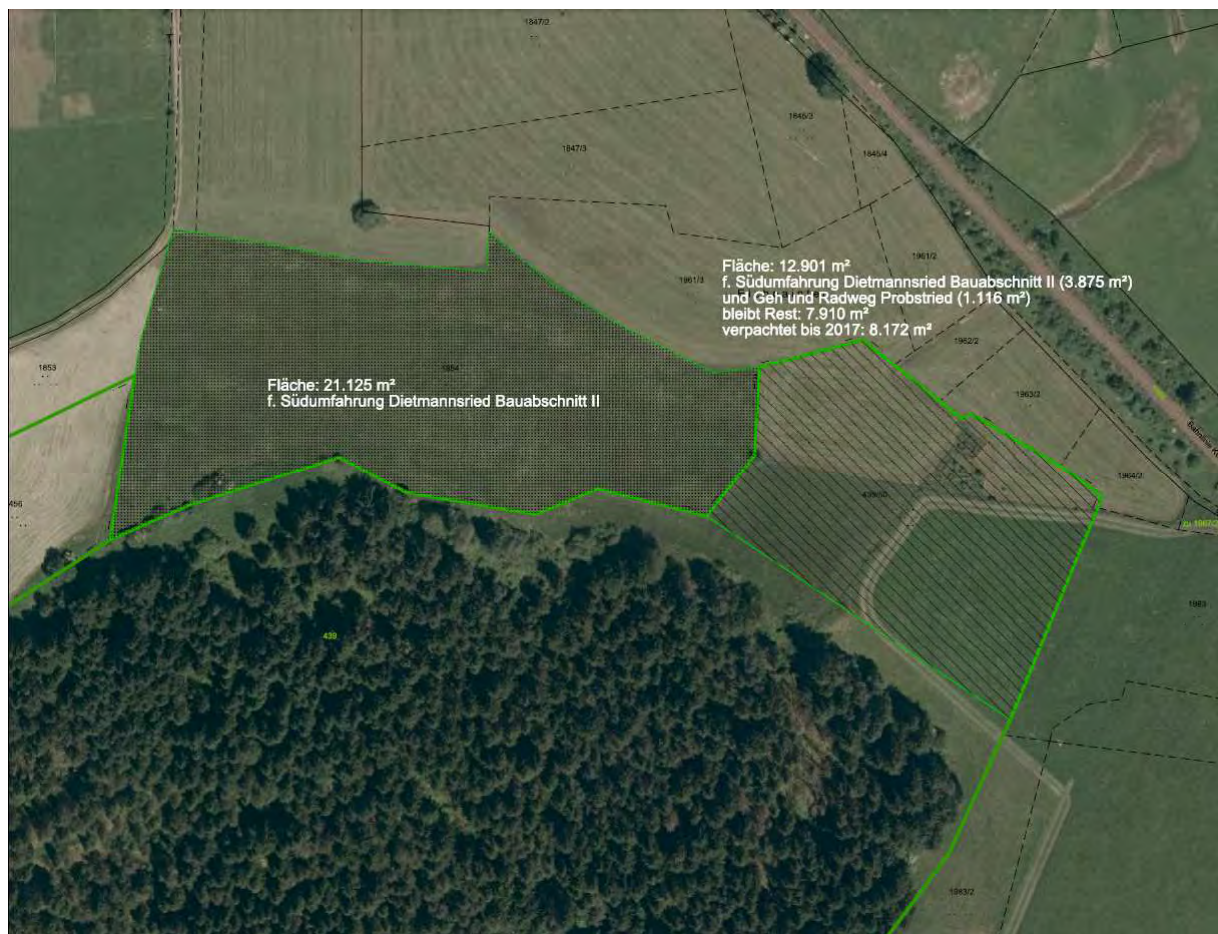 1847/2
1845/3
1847/3
1845/4
1961/2
Fläche: 12.901 m²
f. Südumfahrung Dietmannsried Bauabschnitt II (3.875 m²)
1961/3
und Geh und Radweg Probstried (1.116 m²)
bleibt Rest: 7.910 m²
verpachtet bis 2017: 8.172 m²
1962/2
1853
1854
Fläche: 21.125 m²
f. Südumfahrung Dietmannsried Bauabschnitt II
1963/3
Bahnlinie
1964/2
456
1983
439
1983/2